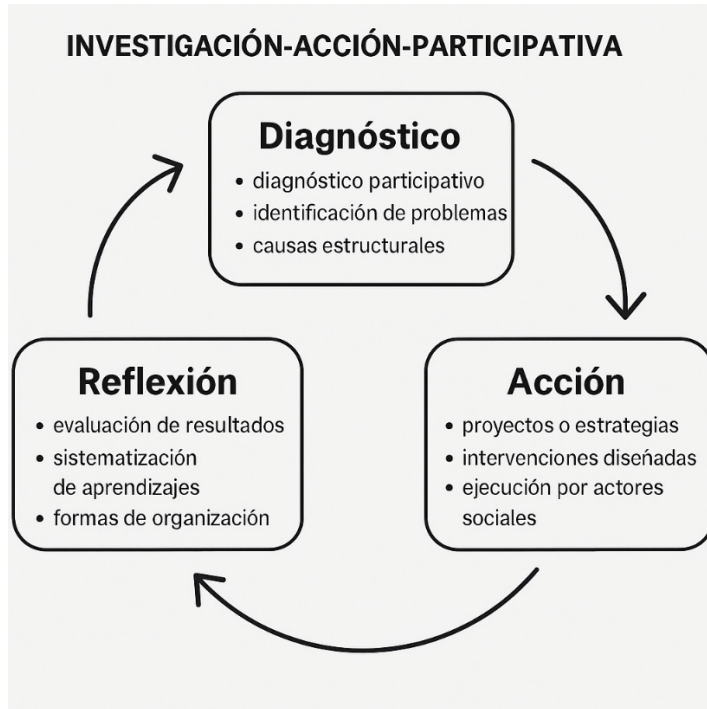 INVESTIGACIÓN-ACCIÓN-PARTICIPATIVA
Diagnóstico
• diagnóstico participativo
• identificación de problemas
• causas estructurales
Reflexión
• evaluación de resultados
• sistematización
de aprendizajes
• formas de organización
Acción
• proyectos o estrategias
• intervenciones diseñadas
• ejecución por actores
sociales